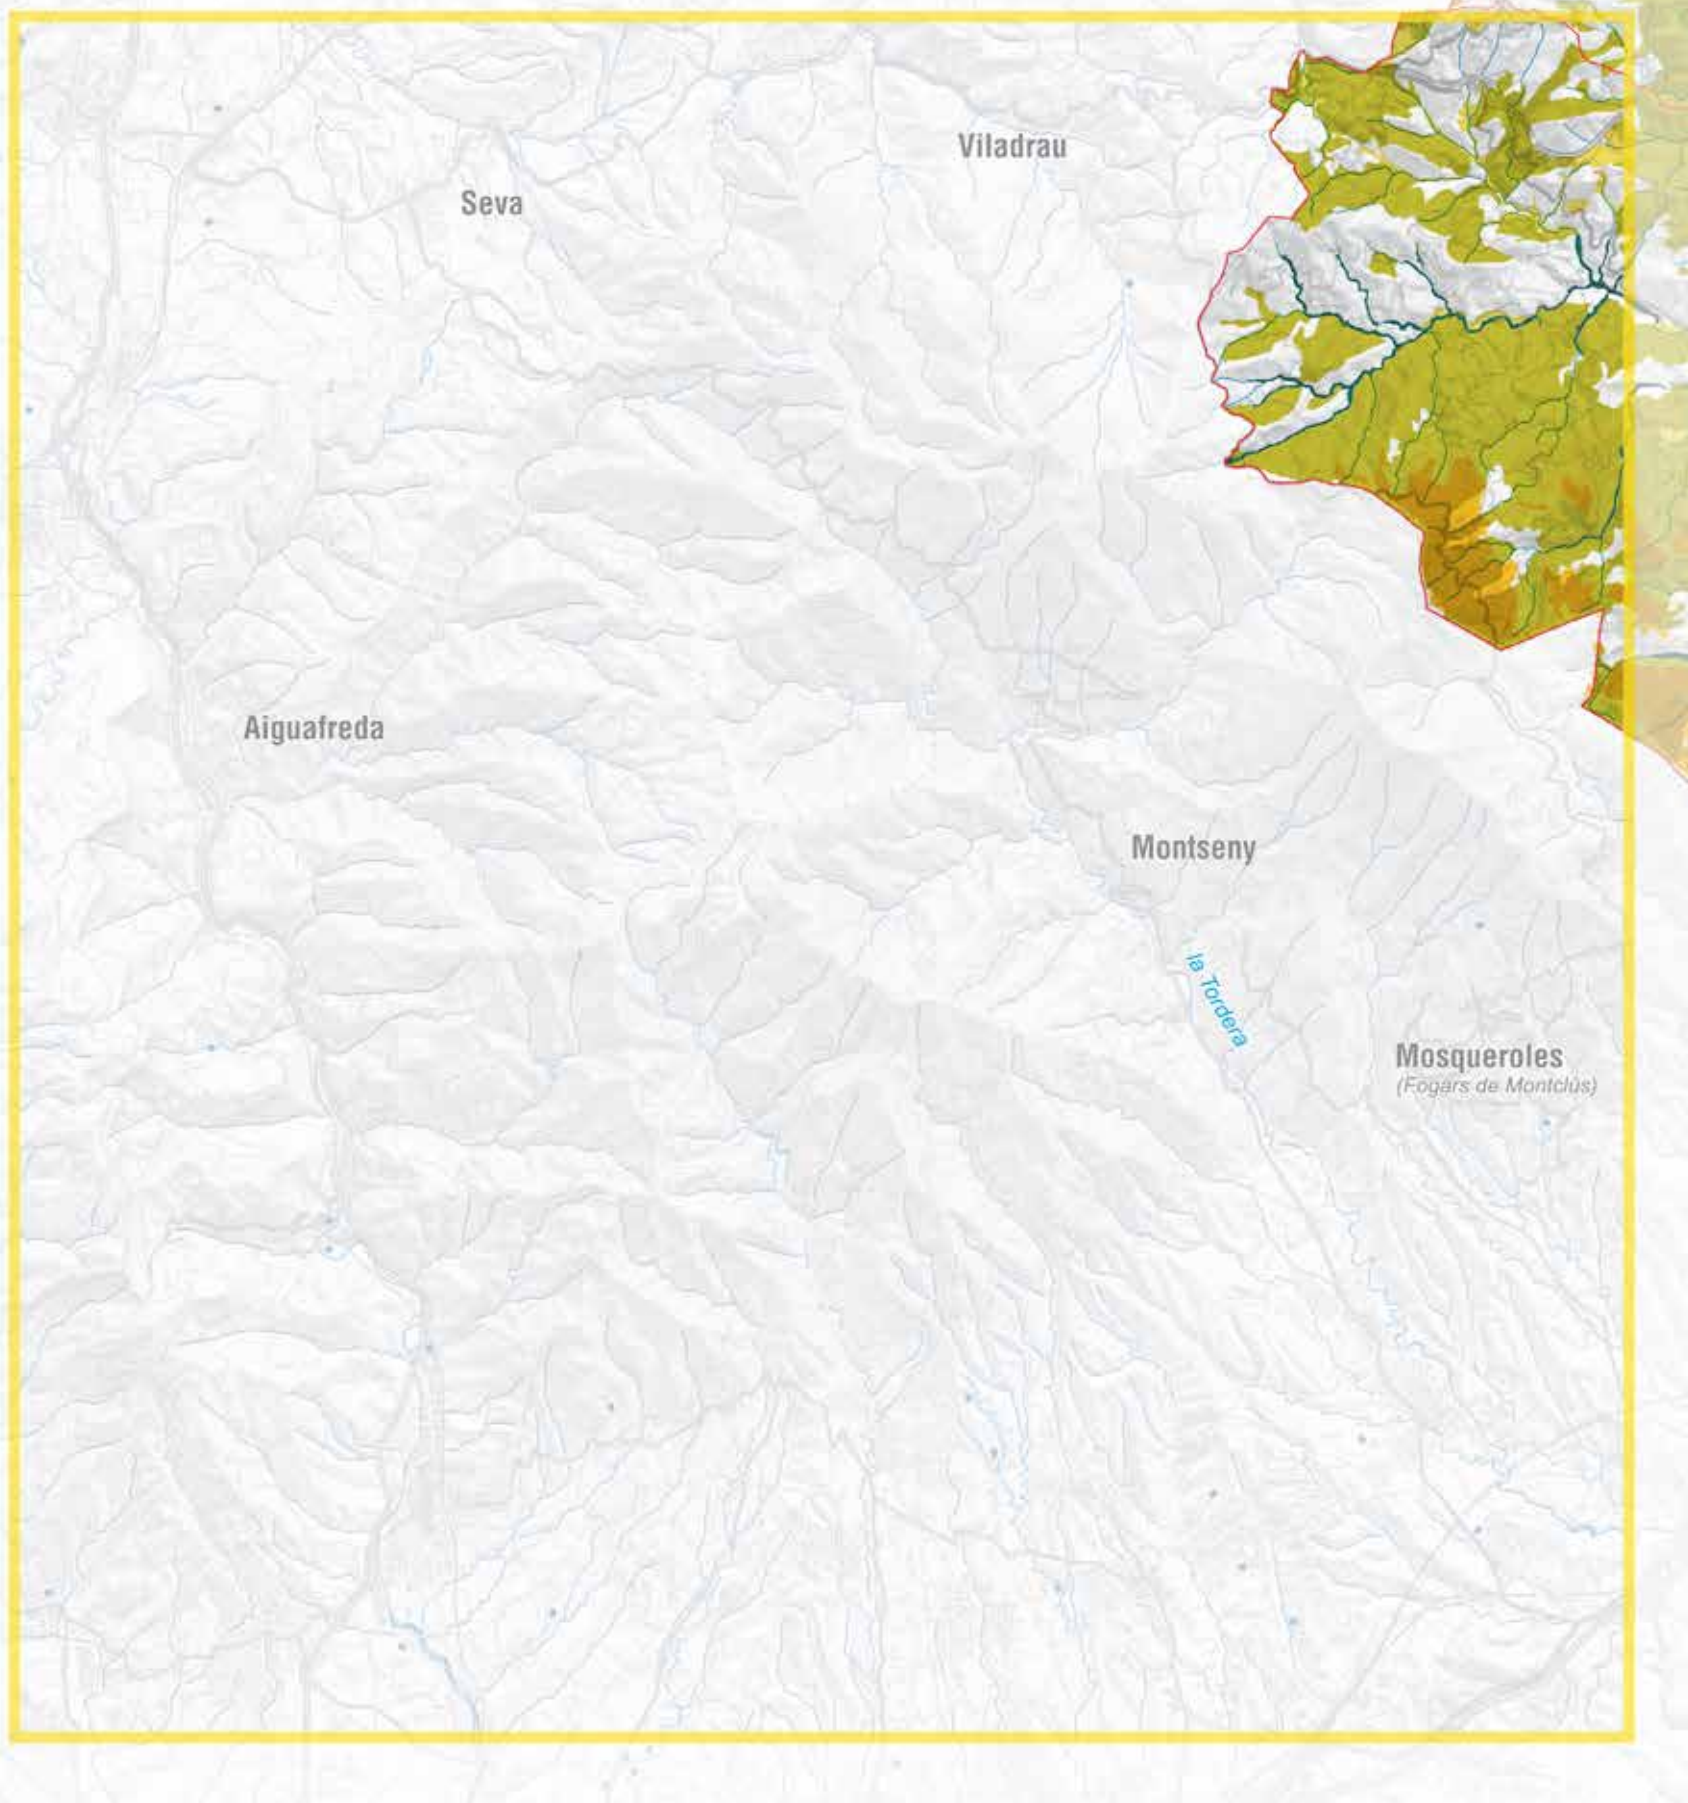 Viladrau
Seva
Aiguafreda
Montseny
la Tordera
Mosqueroles
(Fogars de Montclús)